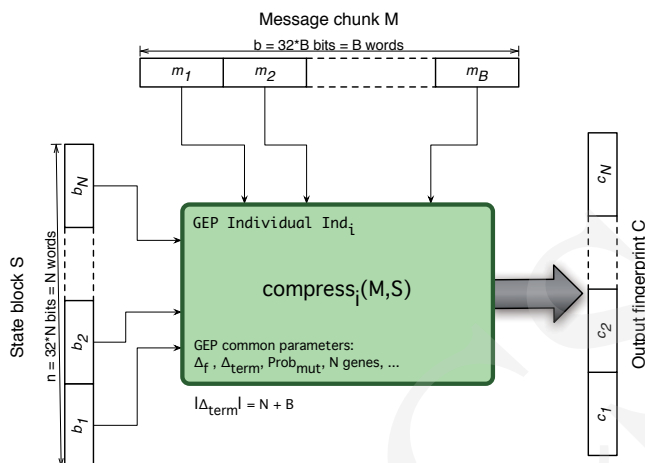 Message chunk M
b = 32*B bits = B words
m1 m2 mB
State block S
n = 32*N bits = N words
bN
b2
b1
GEP Individual Indi
compressi(M,S)
GEP common parameters:
Δf , Δterm, Probmut, N genes, ...
|Δterm| = N + B
cN
c2
c1
Output fingerprint C